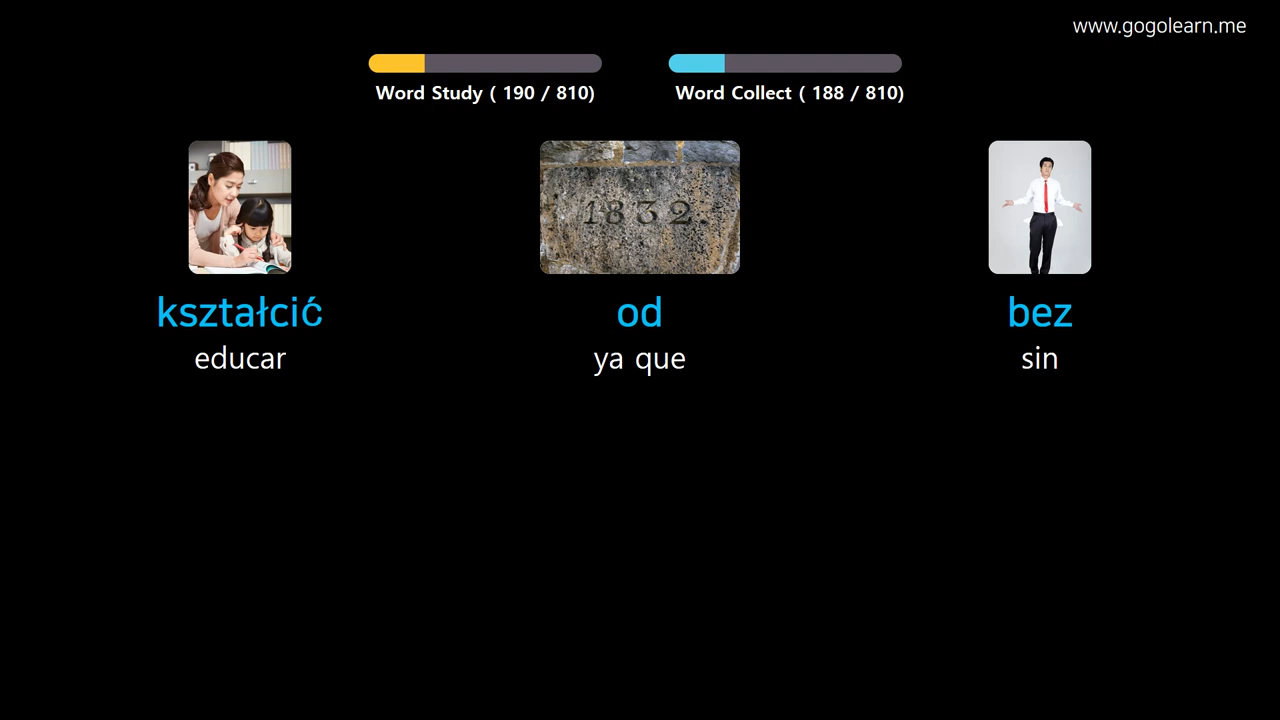 www.gogolearn.me
Word Study ( 190 / 810)
Word Collect ( 188 / 810)
1832.
kształcić
od
bez
educar
ya que
sin